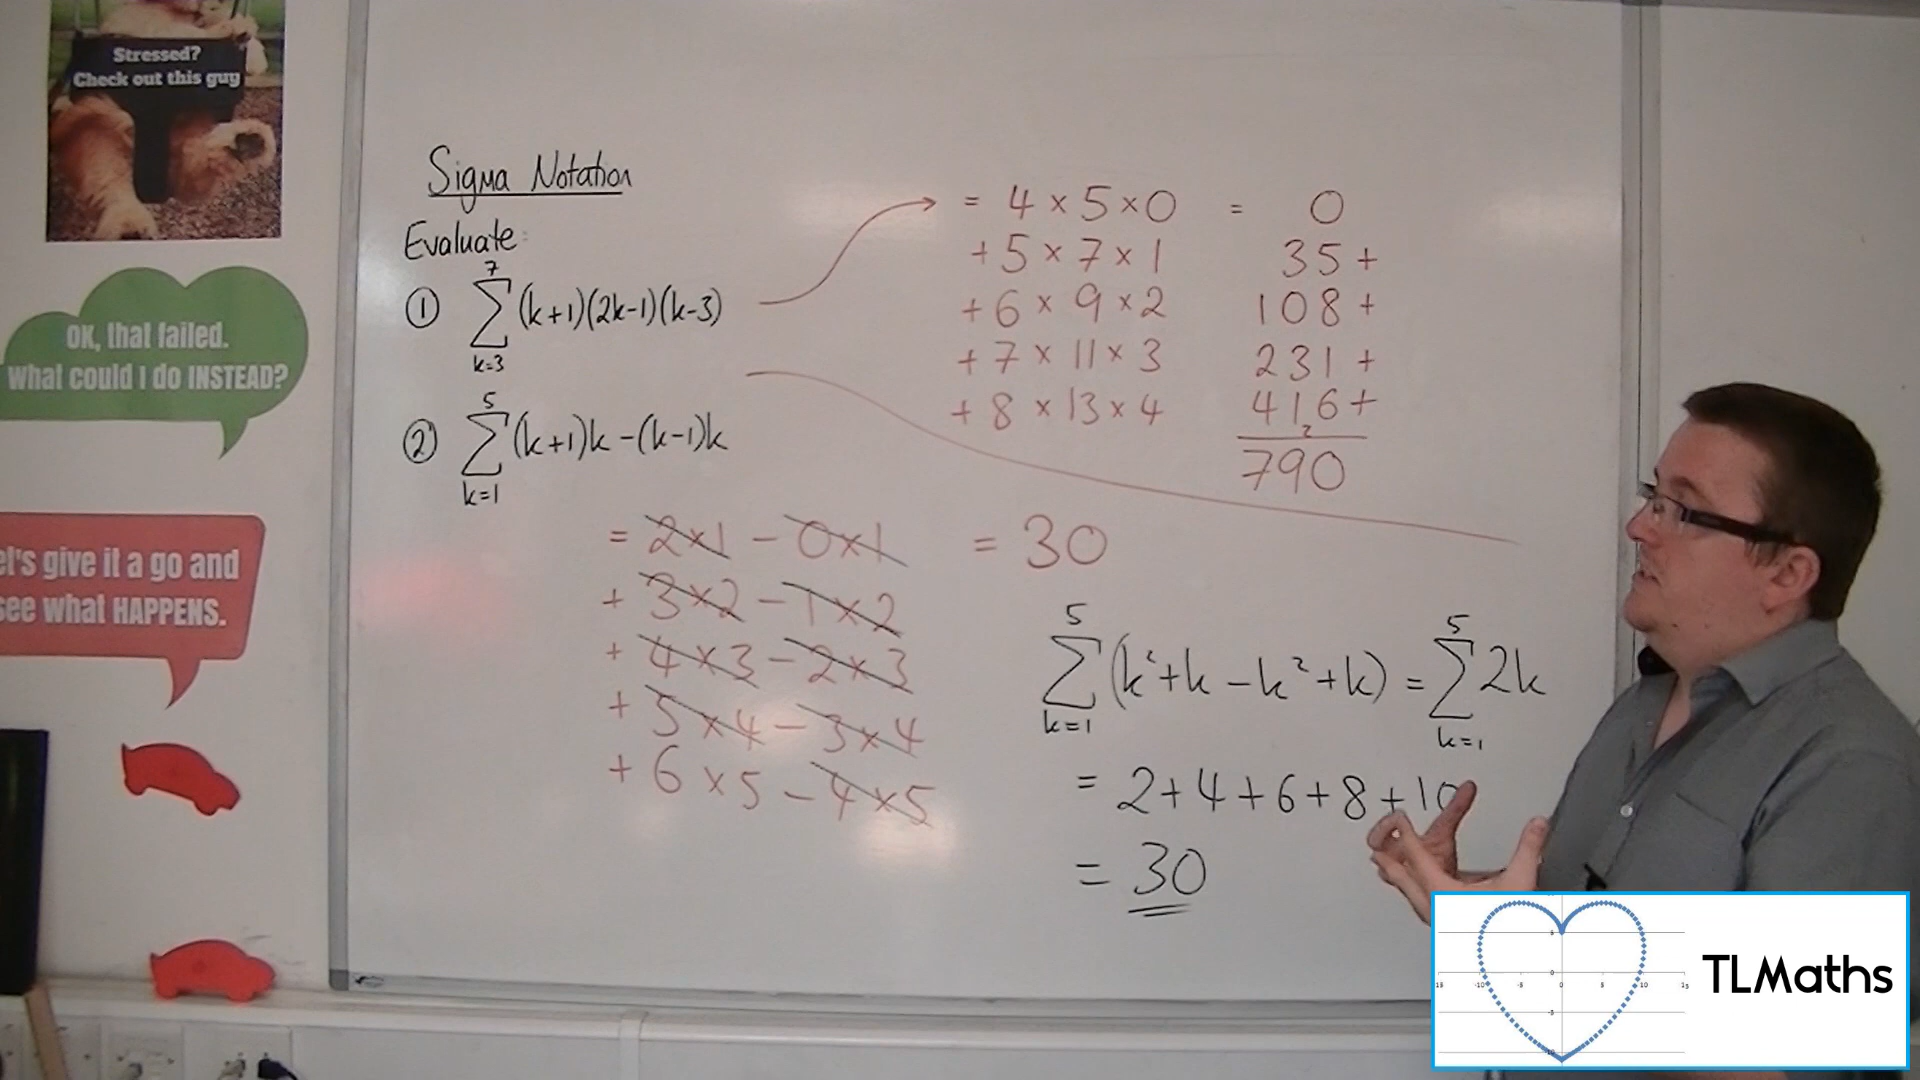 Stressed?
Check out this guy
OK, that failed.
What could I do INSTEAD?
el's give it a go and
see what HAPPENS.
Sigma Notation
Evaluate:
① 7 ∑ k=3 (k+1)(2k-1)(k-3)
② 5 ∑ k=1 (k+1)k-(k-1)k
= 4 × 5 × 0 = 0
+ 5 × 7 × 1 35 +
+ 6 × 9 × 2 108 +
+ 7 × 11 × 3 231 +
+ 8 × 13 × 4 416 +
2
790
= 2×1 - 0×1 = 30
+ 3×2 - 1×2
+ 4×3 - 2×3
+ 5×4 - 3×4
+ 6×5 - 4×5
5 ∑ k=1 (k²+k-k²+k) = 5 ∑ k=1 2k
= 2+4+6+8+10
= 30
TLMaths